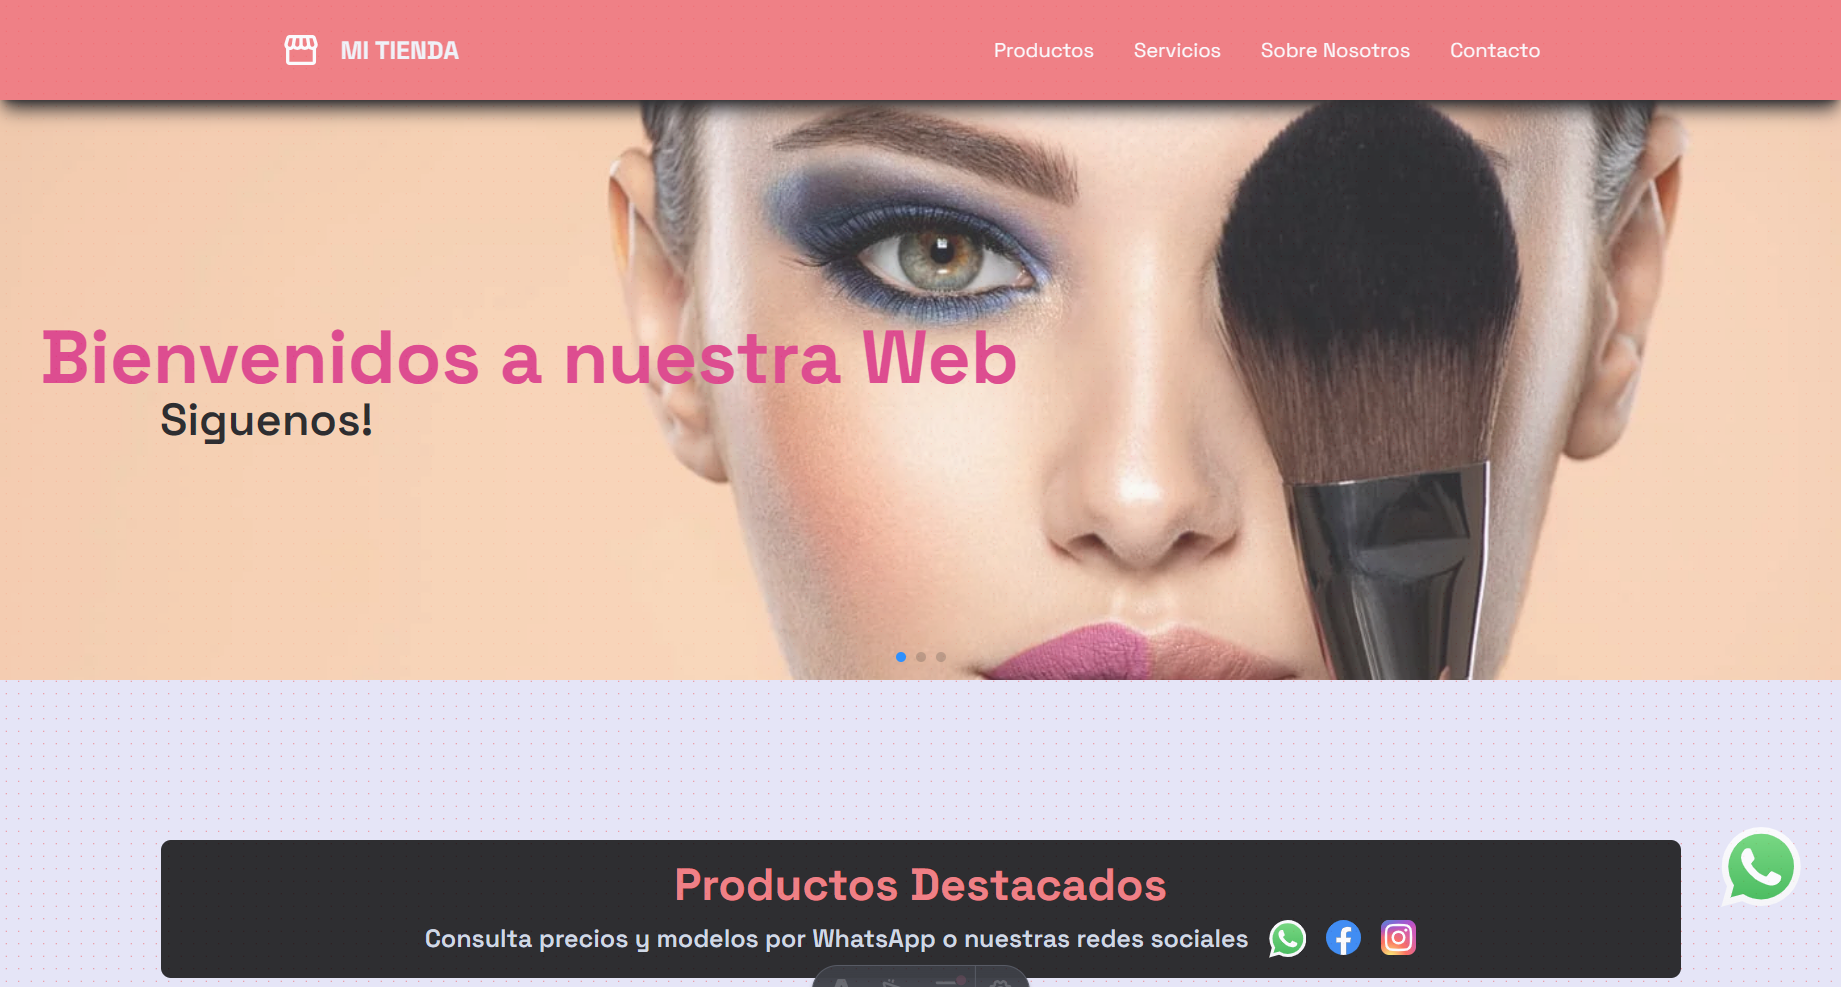 MI TIENDA
Productos Servicios Sobre Nosotros Contacto
Bienvenidos a nuestra Web
Siguenos!
Productos Destacados
Consulta precios y modelos por WhatsApp o nuestras redes sociales